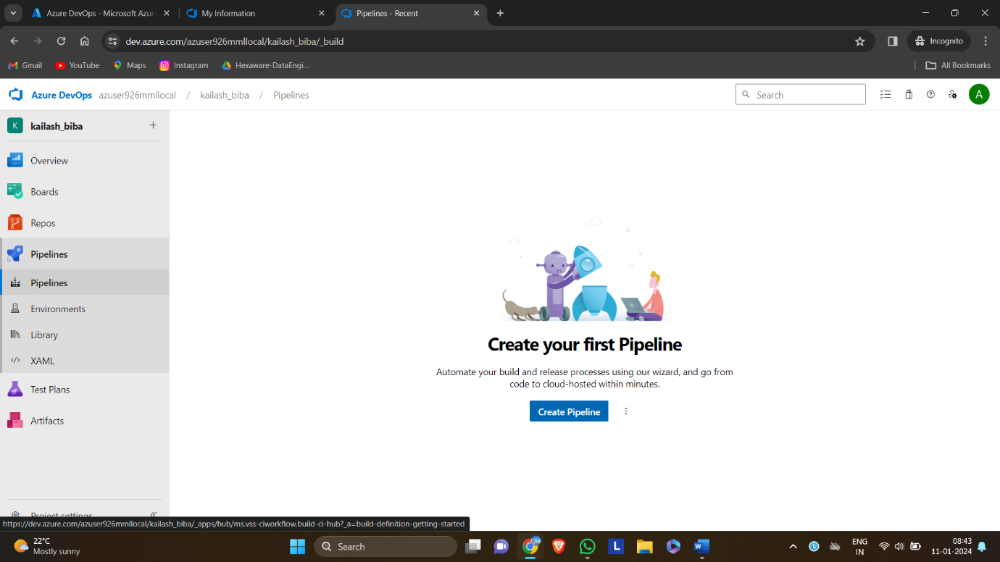 Azure DevOps - Microsoft Azur
My Information
Pipelines - Recent
dev.azure.com/azuser926mmllocal/kailash_biba/_build
Incognito
Gmail
YouTube
Maps
Instagram
Hexaware-DataEngi...
All Bookmarks
Azure DevOps azuser926mmllocal / kailash_biba / Pipelines
Search
A
K kailash_biba
Overview
Boards
Repos
Pipelines
Pipelines
Environments
Library
XAML
Test Plans
Artifacts
Project settings
Create your first Pipeline
Automate your build and release processes using our wizard, and go from
code to cloud-hosted within minutes.
Create Pipeline
https://dev.azure.com/azuser926mmllocal/kailash_biba/_apps/hub/ms.vss-ciworkflow.build-ci-hub?_a=build-definition-getting-started
22°C
Mostly sunny
Search
L
W
L
ENG
IN
08:43
11-01-2024